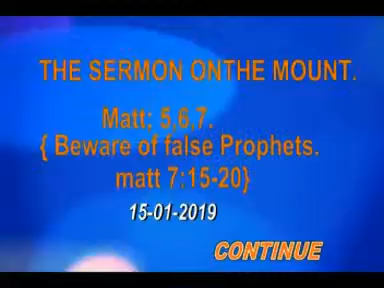 THE SERMON ONTHE MOUNT.
Matt: 5,6,7.
{ Beware of false Prophets.
matt 7:15-20}
15-01-2019
CONTINUE